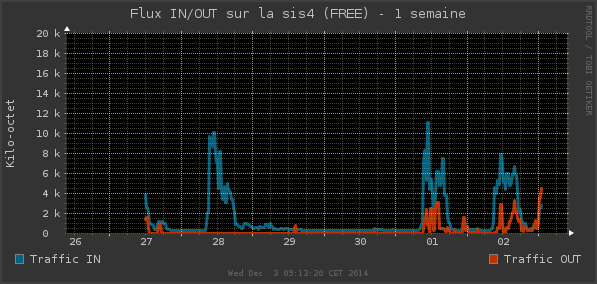 Flux IN/OUT sur la sis4 (FREE) - 1 semaine
RRDTOOL / TOBI OETIKER
Kilo-octet
20 k
18 k
16 k
14 k
12 k
10 k
8 k
6 k
4 k
2 k
0
26 27 28 29 30 01 02
Traffic IN Traffic OUT
Wed Dec 3 09:13:26 CET 2014